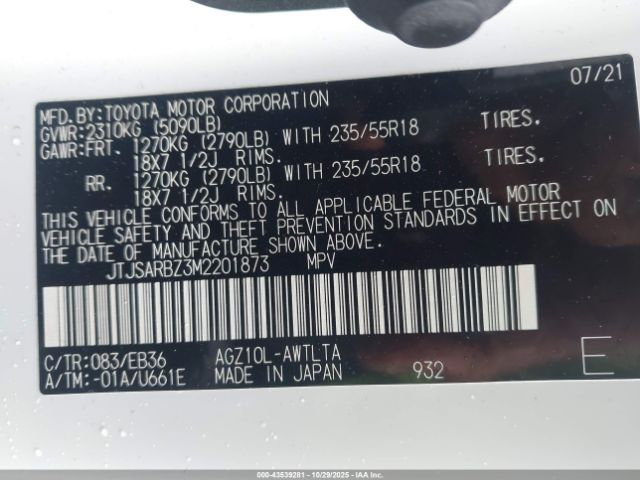 07/21
MFD.BY:TOYOTA MOTOR CORPORATION
GVWR:2310KG (5090LB)
GAWR:FRT. 1270KG (2790LB) WITH 235/55R18 TIRES.
18X7 1/2J RIMS.
RR. 1270KG (2790LB) WITH 235/55R18 TIRES.
18X7 1/2J RIMS.
THIS VEHICLE CONFORMS TO ALL APPLICABLE FEDERAL MOTOR
VEHICLE SAFETY AND THEFT PREVENTION STANDARDS IN EFFECT ON
THE DATE OF MANUFACTURE SHOWN ABOVE.
JTJSARBZ3M2201873 MPV
C/TR:083/EB36 AGZ10L-AWTLTA
A/TM:-01A/U661E MADE IN JAPAN 932 E
000-43539281 - 10/29/2025 - Copyright © IAA